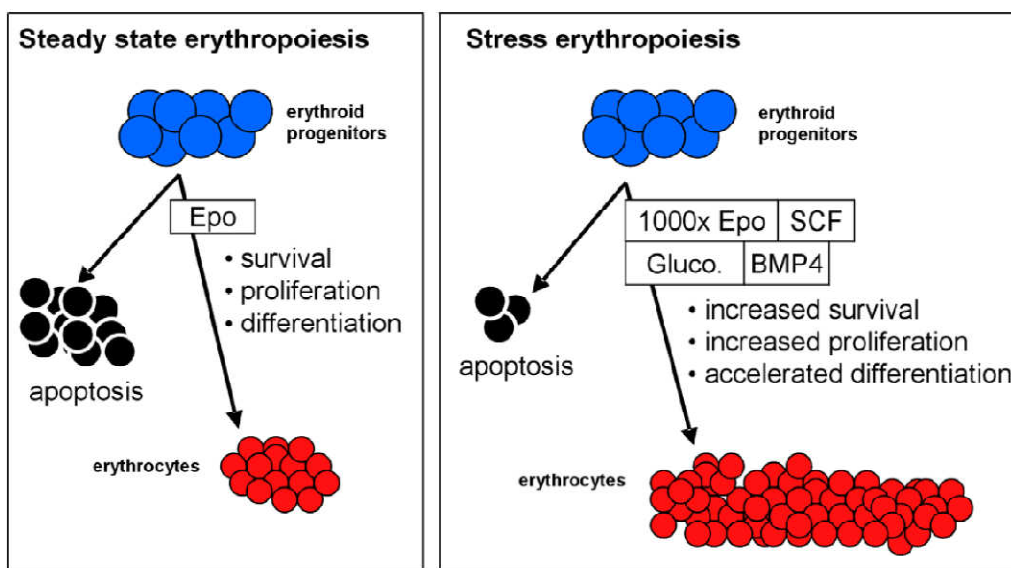 Steady state erythropoiesis
erythroid
progenitors
Epo
• survival
• proliferation
• differentiation
apoptosis
erythrocytes
Stress erythropoiesis
erythroid
progenitors
1000x Epo SCF
Gluco. BMP4
• increased survival
• increased proliferation
• accelerated differentiation
apoptosis
erythrocytes